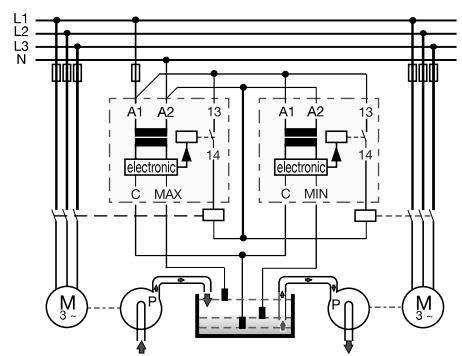 L1
L2
L3
N
A1 A2 13 A1 A2 13
14 14
electronic electronic
C MAX C MIN
M 3 ~ P P M 3 ~